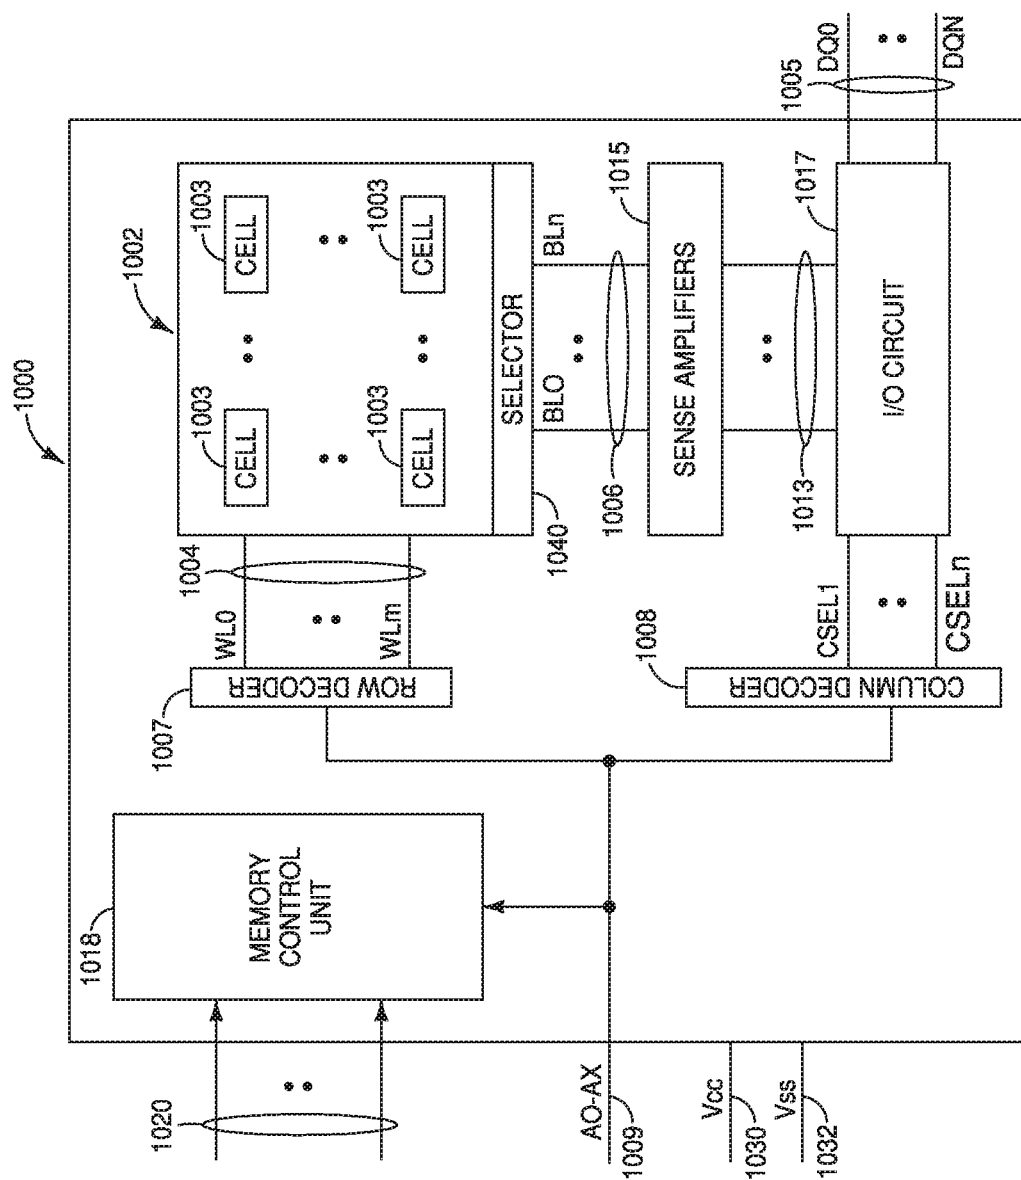 1000
1002
1003
CELL
1003
CELL
1003
CELL
1003
CELL
SELECTOR
1040
1004
WL0
WLm
ROW DECODER
1007
BLO
BLn
1006
SENSE AMPLIFIERS
1015
1013
I/O CIRCUIT
1017
1005
DQ0
DQN
CSEL1
CSELn
COLUMN DECODER
1008
MEMORY
CONTROL
UNIT
1018
1020
AO-AX
1009
Vcc
1030
Vss
1032